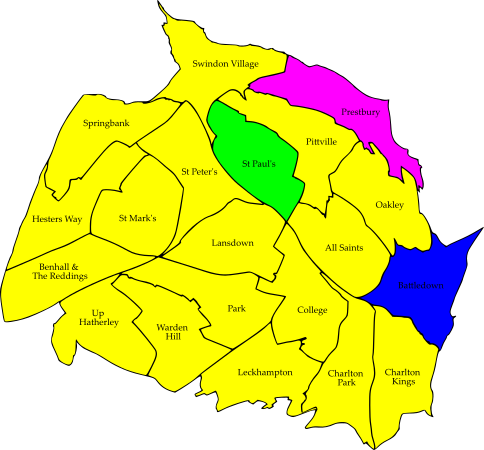 Swindon Village
Prestbury
Springbank
Pittville
St Paul's
St Peter's
Oakley
Hesters Way
St Mark's
Lansdown
All Saints
Benhall &
The Reddings
Battledown
Up
Hatherley
Warden
Hill
Park
College
Leckhampton
Charlton
Park
Charlton
Kings